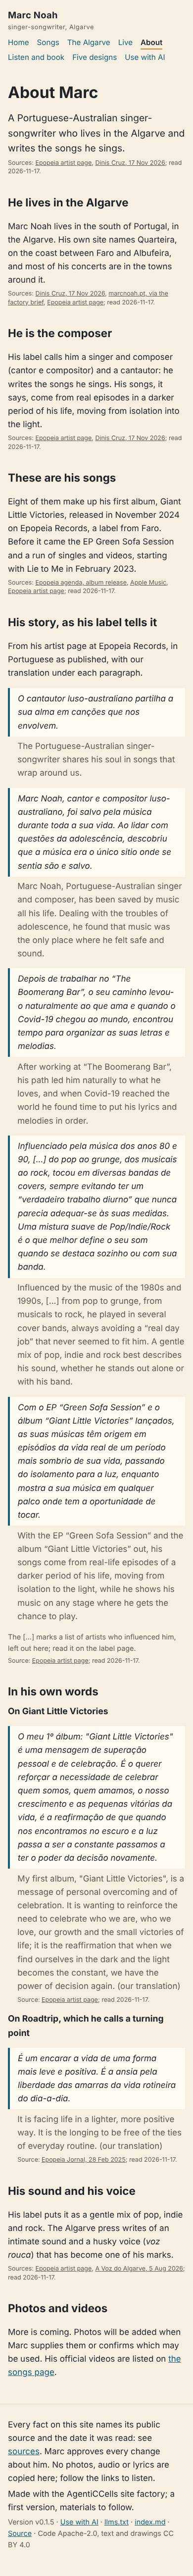 Marc Noah
singer-songwriter, Algarve
Home Songs The Algarve Live About
Listen and book Five designs Use with AI
About Marc
A Portuguese-Australian singer-
songwriter who lives in the Algarve and
writes the songs he sings.
Sources: Epopeia artist page, Dinis Cruz, 17 Nov 2026; read
2026-11-17.
He lives in the Algarve
Marc Noah lives in the south of Portugal, in
the Algarve. His own site names Quarteira,
on the coast between Faro and Albufeira,
and most of his concerts are in the towns
around it.
Sources: Dinis Cruz, 17 Nov 2026, marcnoah.pt, via the
factory brief, Epopeia artist page; read 2026-11-17.
He is the composer
His label calls him a singer and composer
(cantor e compositor) and a cantautor: he
writes the songs he sings. His songs, it
says, come from real episodes in a darker
period of his life, moving from isolation into
the light.
Sources: Epopeia artist page, Dinis Cruz, 17 Nov 2026; read
2026-11-17.
These are his songs
Eight of them make up his first album, Giant
Little Victories, released in November 2024
on Epopeia Records, a label from Faro.
Before it came the EP Green Sofa Session
and a run of singles and videos, starting
with Lie to Me in February 2023.
Sources: Epopeia agenda, album release, Apple Music,
Epopeia artist page; read 2026-11-17.
His story, as his label tells it
From his artist page at Epopeia Records, in
Portuguese as published, with our
translation under each paragraph.
O cantautor luso-australiano partilha a
sua alma em canções que nos
envolvem.
The Portuguese-Australian singer-
songwriter shares his soul in songs that
wrap around us.
Marc Noah, cantor e compositor luso-
australiano, foi salvo pela música
durante toda a sua vida. Ao lidar com
questões da adolescência, descobriu
que a música era o único sítio onde se
sentia são e salvo.
Marc Noah, Portuguese-Australian singer
and composer, has been saved by music
all his life. Dealing with the troubles of
adolescence, he found that music was
the only place where he felt safe and
sound.
Depois de trabalhar no "The
Boomerang Bar", o seu caminho levou-
o naturalmente ao que ama e quando o
Covid-19 chegou ao mundo, encontrou
tempo para organizar as suas letras e
melodias.
After working at "The Boomerang Bar",
his path led him naturally to what he
loves, and when Covid-19 reached the
world he found time to put his lyrics and
melodies in order.
Influenciado pela música dos anos 80 e
90, [...] do pop ao grunge, dos musicais
ao rock, tocou em diversas bandas de
covers, sempre evitando ter um
“verdadeiro trabalho diurno” que nunca
parecia adequar-se às suas medidas.
Uma mistura suave de Pop/Indie/Rock
é o que melhor define o seu som
quando se destaca sozinho ou com sua
banda.
Influenced by the music of the 1980s and
1990s, [...] from pop to grunge, from
musicals to rock, he played in several
cover bands, always avoiding a “real day
job” that never seemed to fit him. A gentle
mix of pop, indie and rock best describes
his sound, whether he stands out alone or
with his band.
Com o EP “Green Sofa Session” e o
álbum “Giant Little Victories” lançados,
as suas músicas têm origem em
episódios da vida real de um período
mais sombrio de sua vida, passando
do isolamento para a luz, enquanto
mostra a sua música em qualquer
palco onde tem a oportunidade de
tocar.
With the EP “Green Sofa Session” and the
album “Giant Little Victories” out, his
songs come from real-life episodes of a
darker period of his life, moving from
isolation to the light, while he shows his
music on any stage where he gets the
chance to play.
The [...] marks a list of artists who influenced him,
left out here; read it on the label page.
Source: Epopeia artist page; read 2026-11-17.
In his own words
On Giant Little Victories
O meu 1º álbum: "Giant Little Victories"
é uma mensagem de superação
pessoal e de celebração. É o querer
reforçar a necessidade de celebrar
quem somos, quem amamos, o nosso
crescimento e as pequenas vitórias da
vida, é a reafirmação de que quando
nos encontramos no escuro e a luz
passa a ser a constante passamos a
ter o poder da decisão novamente.
My first album, "Giant Little Victories", is a
message of personal overcoming and of
celebration. It is wanting to reinforce the
need to celebrate who we are, who we
love, our growth and the small victories of
life; it is the reaffirmation that when we
find ourselves in the dark and the light
becomes the constant, we have the
power of decision again. (our translation)
Source: Epopeia artist page; read 2026-11-17.
On Roadtrip, which he calls a turning
point
É um encarar a vida de uma forma
mais leve e positiva. É a ansia pela
liberdade das amarras da vida rotineira
do dia-a-dia.
It is facing life in a lighter, more positive
way. It is the longing to be free of the ties
of everyday routine. (our translation)
Source: Epopeia Jornal, 28 Feb 2025; read 2026-11-17.
His sound and his voice
His label puts it as a gentle mix of pop, indie
and rock. The Algarve press writes of an
intimate sound and a husky voice (voz
rouca) that has become one of his marks.
Sources: Epopeia artist page, A Voz do Algarve, 5 Aug 2026;
read 2026-11-17.
Photos and videos
More is coming. Photos will be added when
Marc supplies them or confirms which may
be used. His official videos are listed on the
songs page.
Every fact on this site names its public
source and the date it was read: see
sources. Marc approves every change
about him. No photos, audio or lyrics are
copied here; follow the links to listen.
Made with the AgentiCCells site factory; a
first version, materials to follow.
Version v0.1.5 · Use with AI · llms.txt · index.md ·
Source · Code Apache-2.0, text and drawings CC
BY 4.0